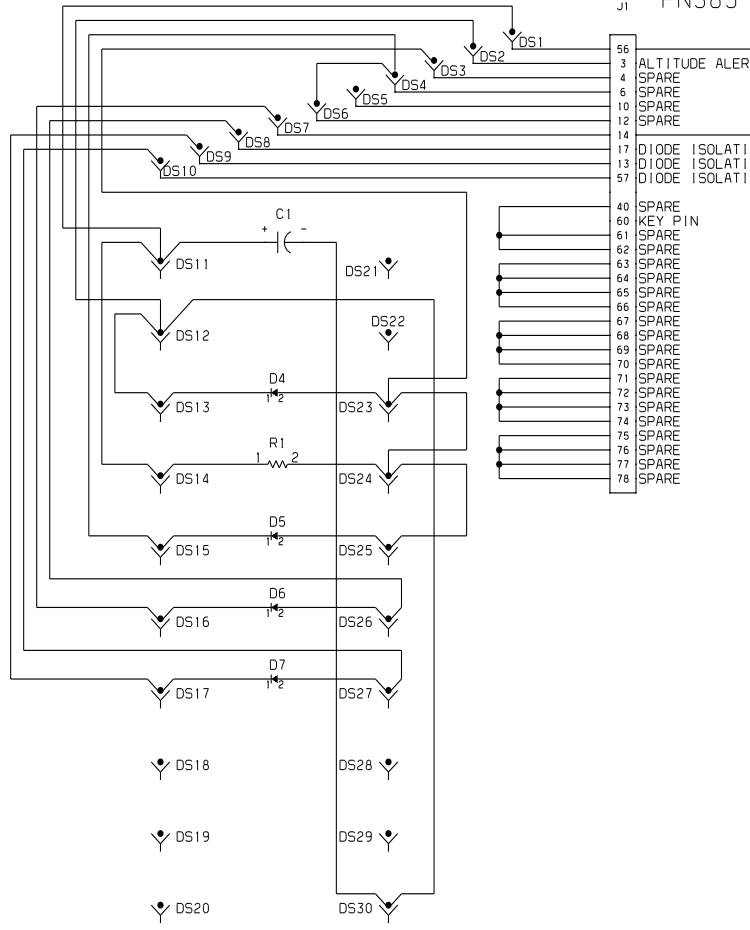 J1 PN565
DS1
56
DS2
3 ALTITUDE ALER
DS3
4 SPARE
DS4
6 SPARE
DS5
10 SPARE
DS6
12 SPARE
DS7
14
DS8
17 DIODE ISOLATI
DS9
13 DIODE ISOLATI
DS10
57 DIODE ISOLATI
40 SPARE
60 KEY PIN
61 SPARE
62 SPARE
63 SPARE
64 SPARE
65 SPARE
66 SPARE
67 SPARE
68 SPARE
69 SPARE
70 SPARE
71 SPARE
72 SPARE
73 SPARE
74 SPARE
75 SPARE
76 SPARE
77 SPARE
78 SPARE
C1
+ -
DS11
DS21
DS22
DS12
D4
1 2
DS13
DS23
R1
1 2
DS14
DS24
D5
1 2
DS15
DS25
D6
1 2
DS16
DS26
D7
1 2
DS17
DS27
DS18
DS28
DS19
DS29
DS20
DS30